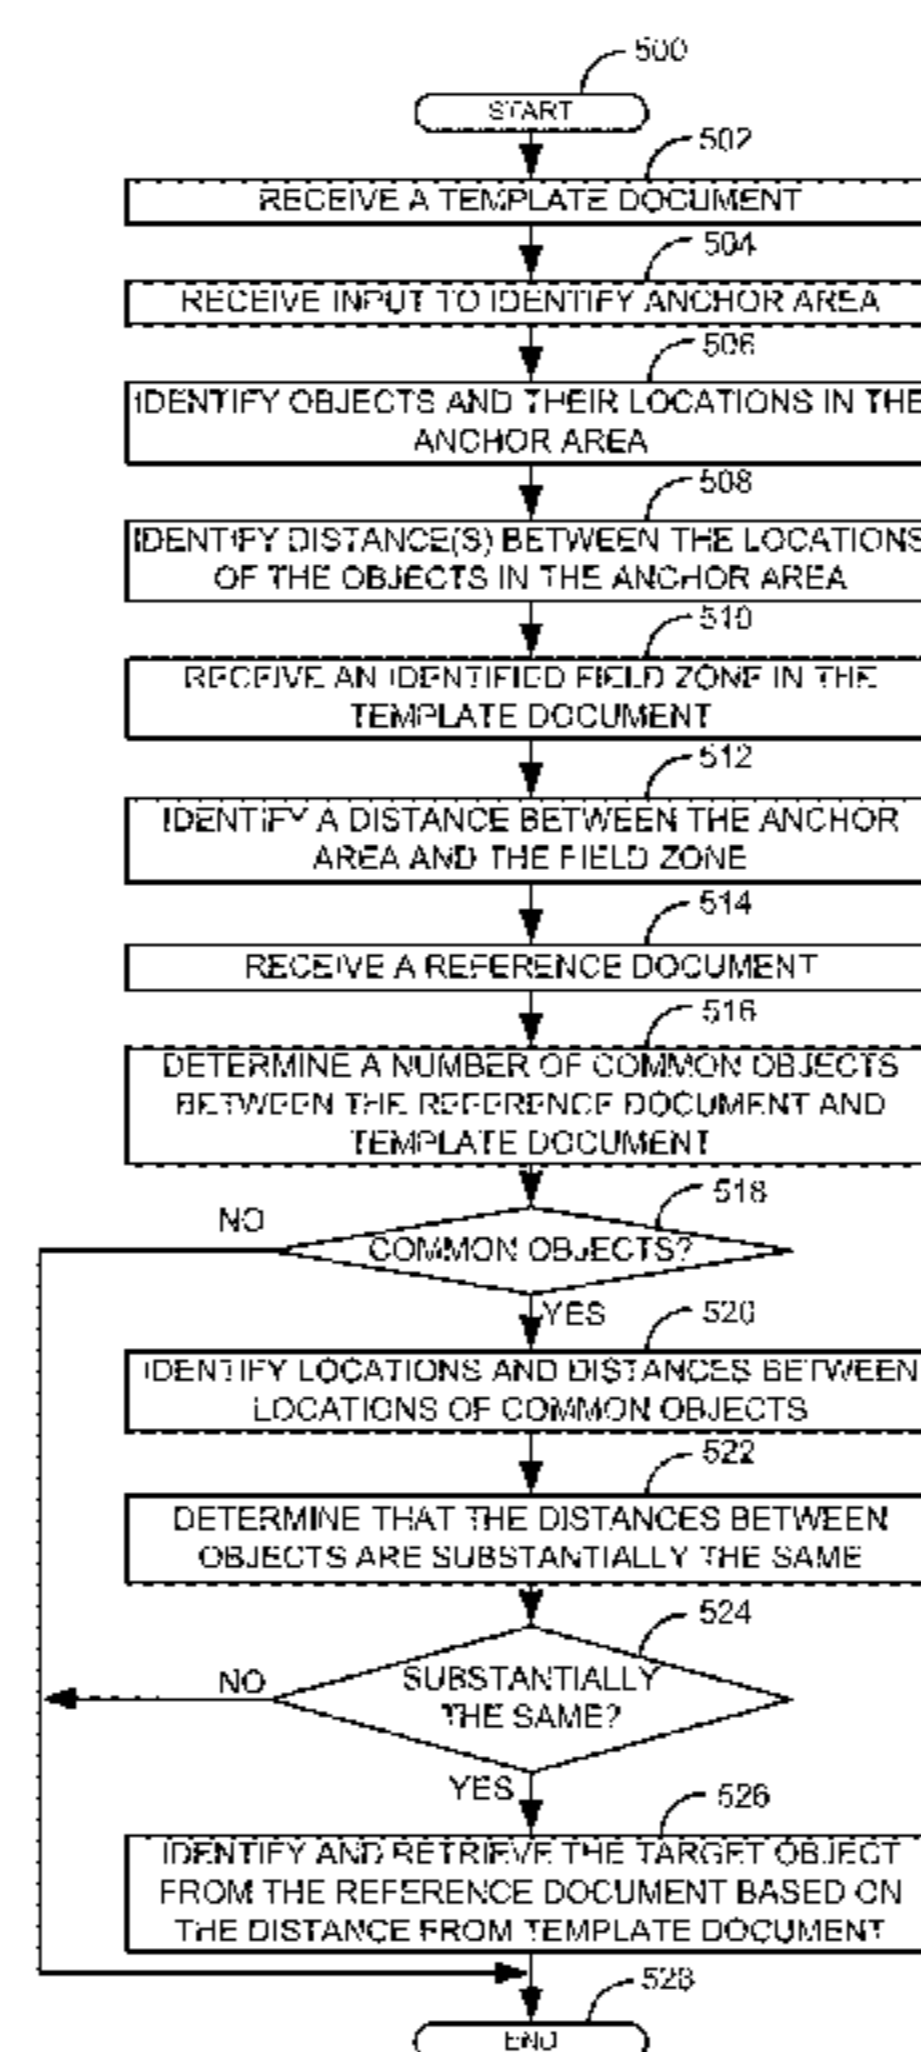 500
START
502
RECEIVE A TEMPLATE DOCUMENT
504
RECEIVE INPUT TO IDENTIFY ANCHOR AREA
506
IDENTIFY OBJECTS AND THEIR LOCATIONS IN THE
ANCHOR AREA
508
IDENTIFY DISTANCE(S) BETWEEN THE LOCATIONS
OF THE OBJECTS IN THE ANCHOR AREA
510
RECEIVE AN IDENTIFIED FIELD ZONE IN THE
TEMPLATE DOCUMENT
512
IDENTIFY A DISTANCE BETWEEN THE ANCHOR
AREA AND THE FIELD ZONE
514
RECEIVE A REFERENCE DOCUMENT
516
DETERMINE A NUMBER OF COMMON OBJECTS
BETWEEN THE REFERENCE DOCUMENT AND
TEMPLATE DOCUMENT
518
NO
COMMON OBJECTS?
YES
520
IDENTIFY LOCATIONS AND DISTANCES BETWEEN
LOCATIONS OF COMMON OBJECTS
522
DETERMINE THAT THE DISTANCES BETWEEN
OBJECTS ARE SUBSTANTIALLY THE SAME
524
NO
SUBSTANTIALLY
THE SAME?
YES
526
IDENTIFY AND RETRIEVE THE TARGET OBJECT
FROM THE REFERENCE DOCUMENT BASED ON
THE DISTANCE FROM TEMPLATE DOCUMENT
528
END